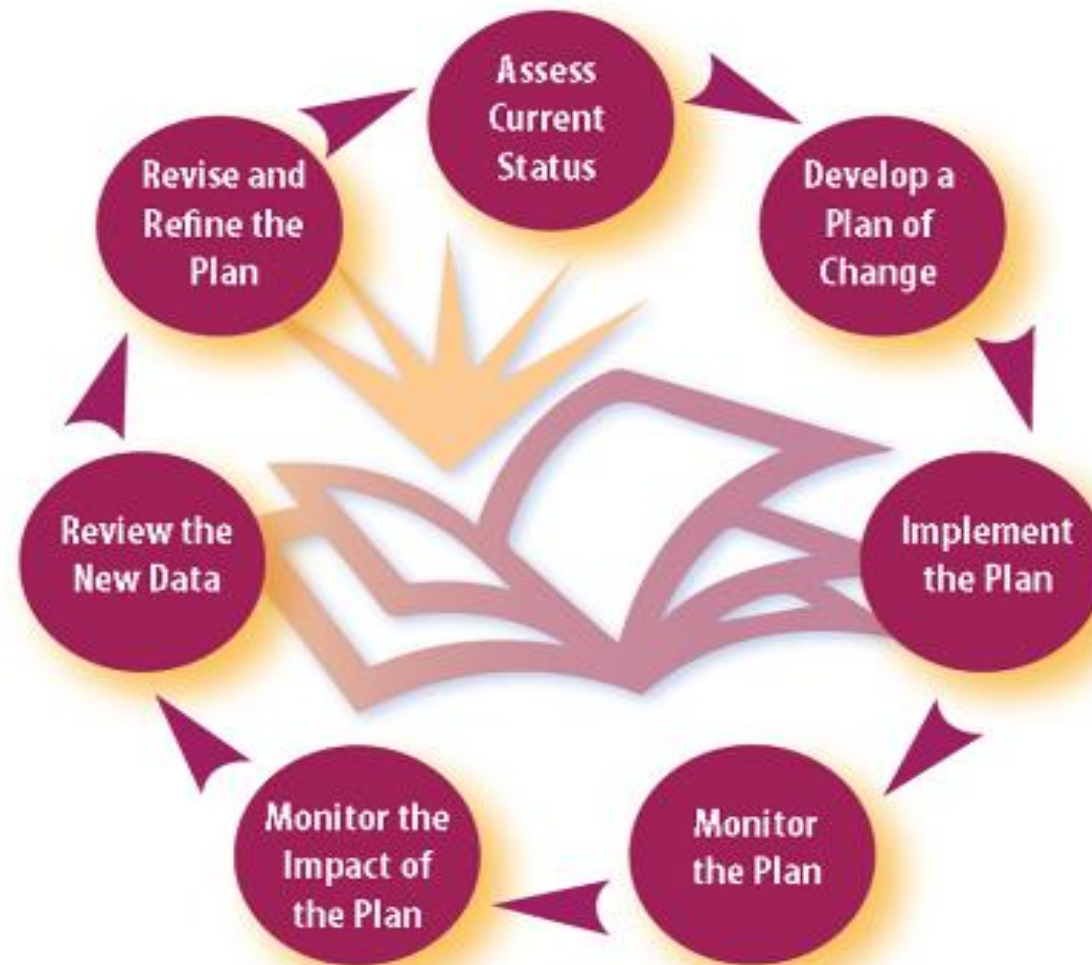 Assess
Current
Status
Develop a
Plan of
Change
Implement
the Plan
Monitor
the Plan
Monitor the
Impact of
the Plan
Review the
New Data
Revise and
Refine the
Plan